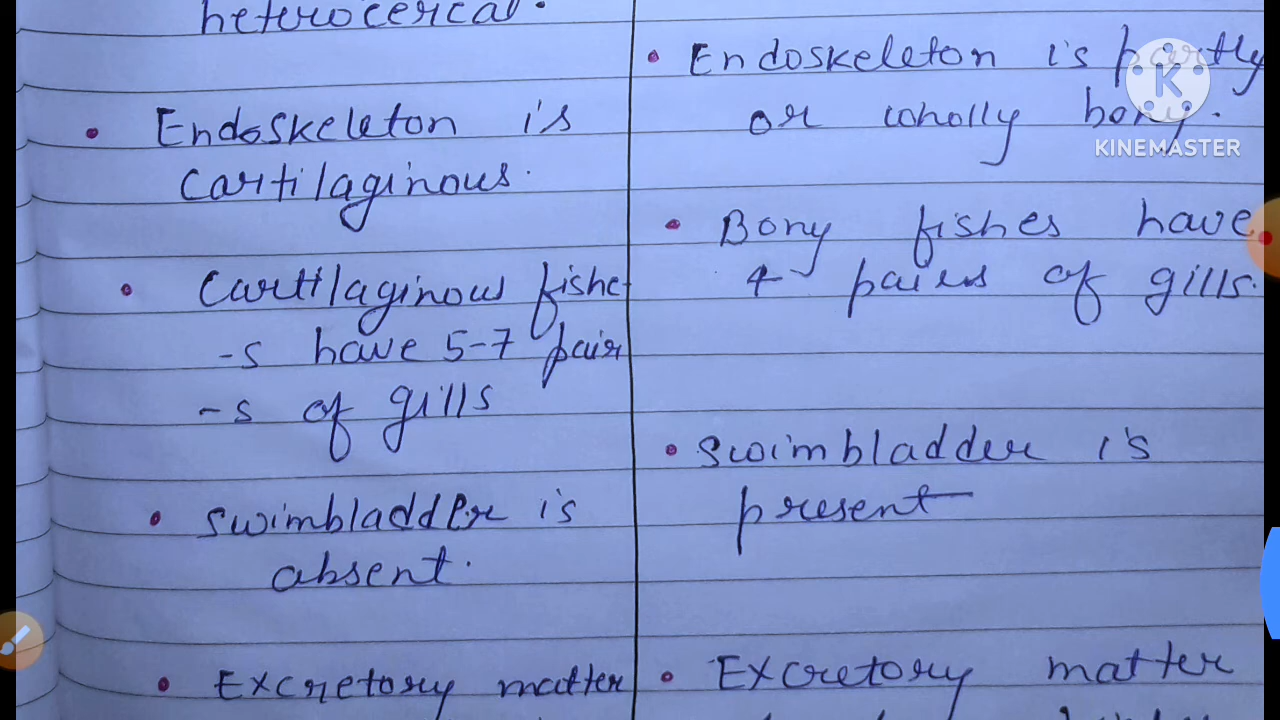 heterocercal.
• Endoskeleton is
cartilaginous.
• Cartilaginous fishe
-s have 5-7 pair
-s of gills
• Swimbladder is
absent.
• Excretory matter
• Endoskeleton is partly
or wholly bony.
• Bony fishes have
4 pairs of gills.
• Swimbladder is
present
• Excretory matter
K
KINEMASTER